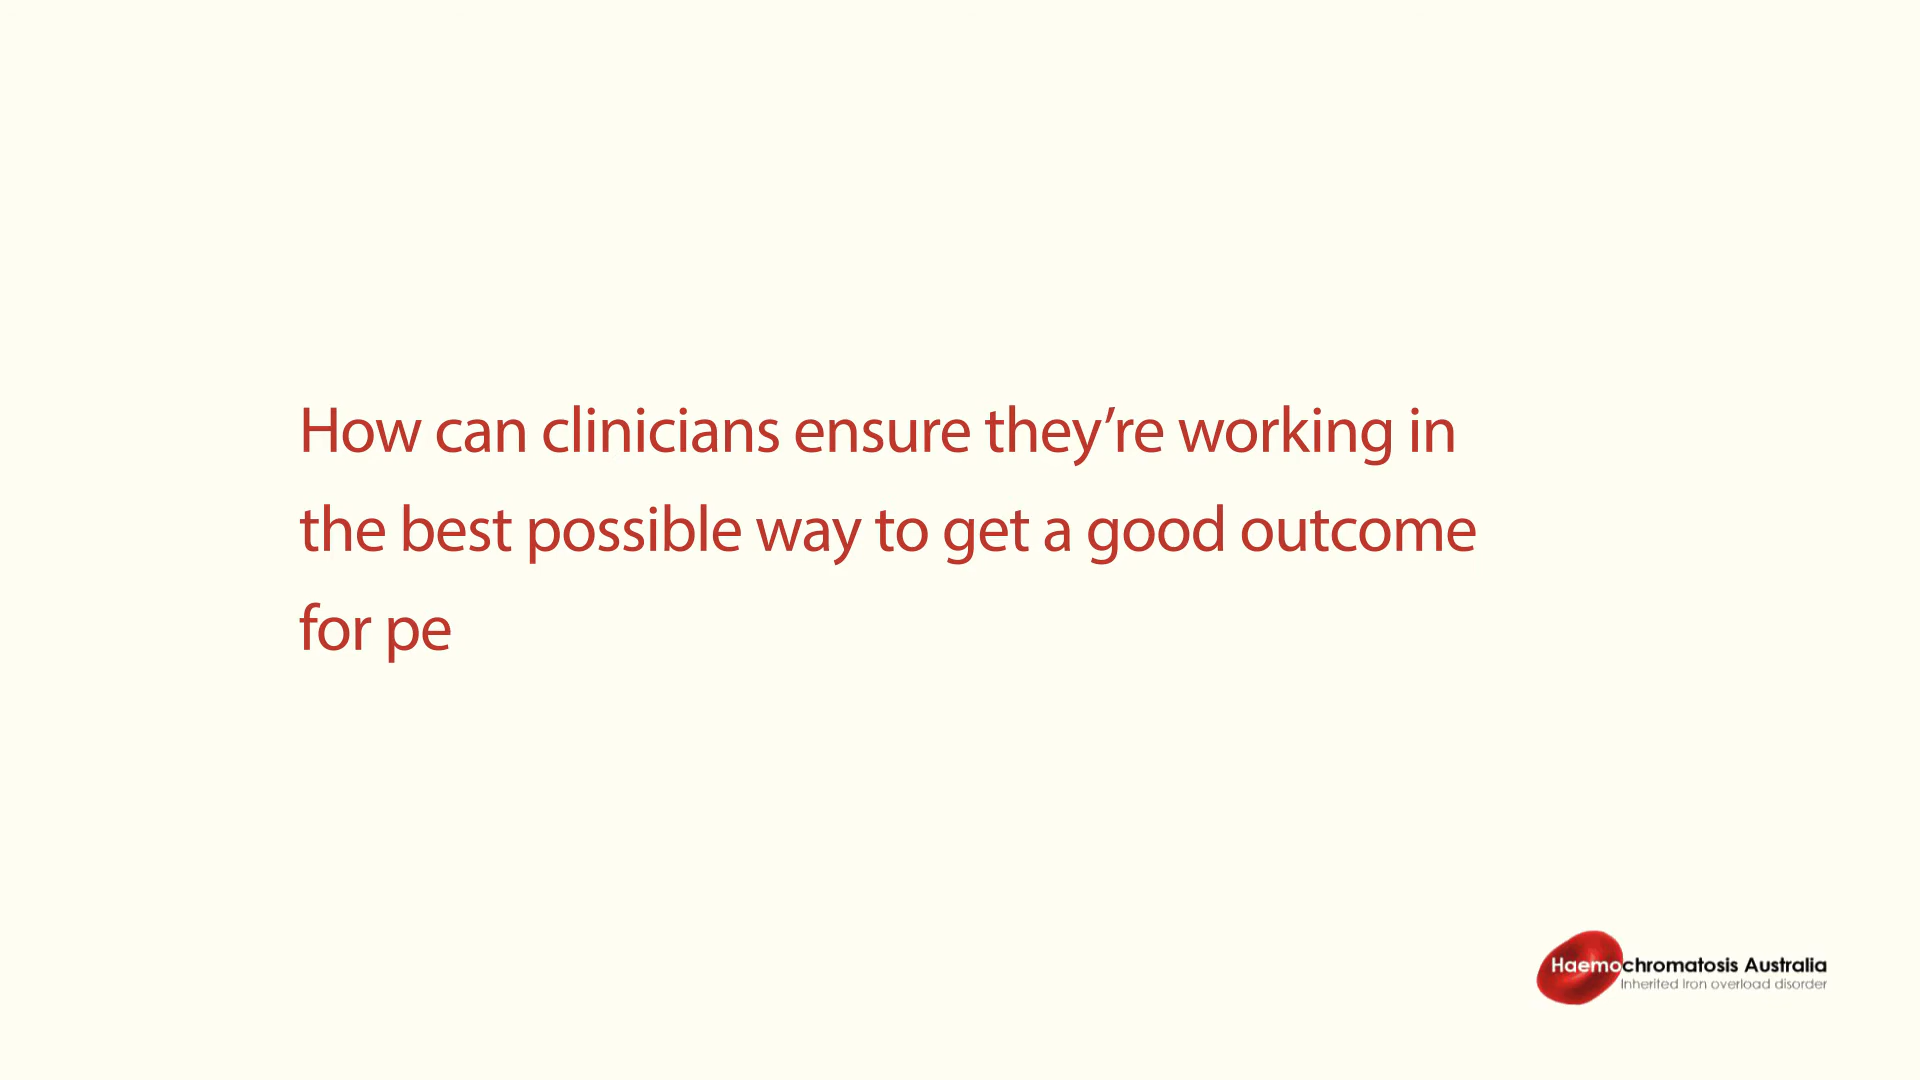 How can clinicians ensure they’re working in
the best possible way to get a good outcome
for pe
Haemochromatosis Australia
Inherited Iron overload disorder